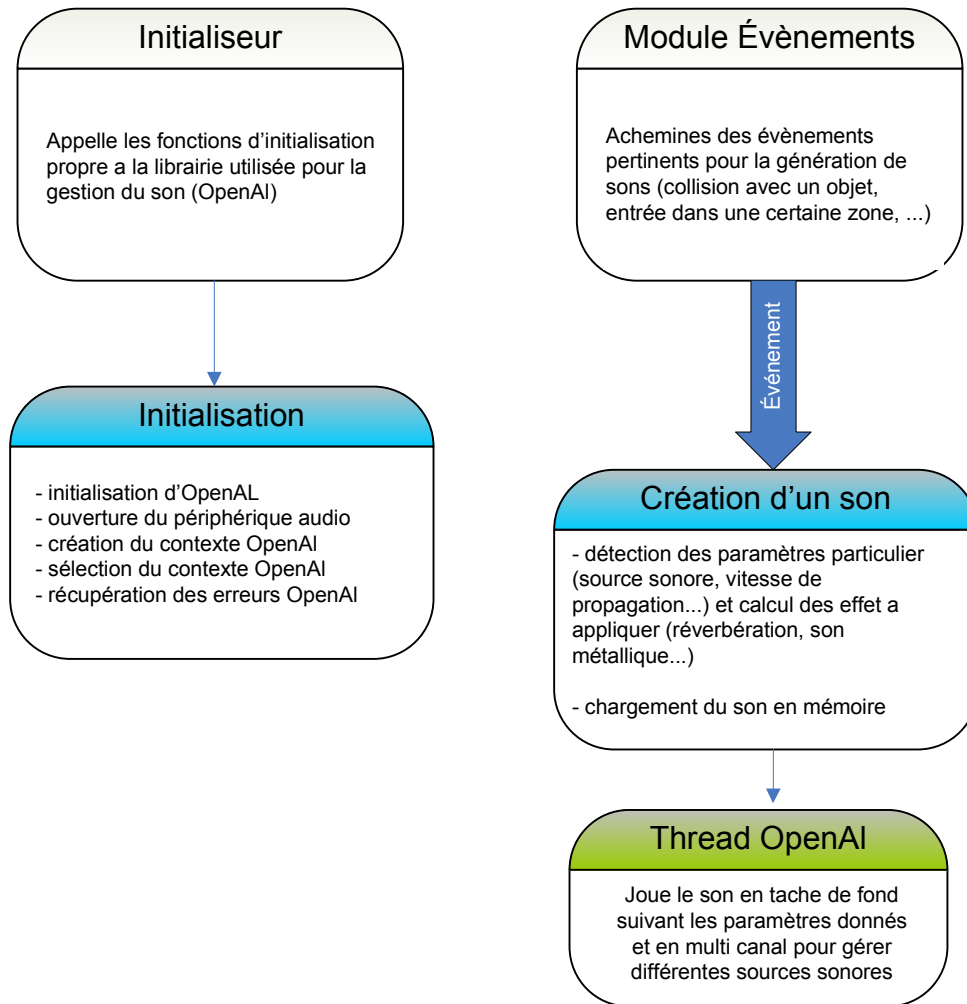 Initialiseur
Appelle les fonctions d'initialisation
propre a la librairie utilisée pour la
gestion du son (OpenAl)
Initialisation
- initialisation d'OpenAL
- ouverture du périphérique audio
- création du contexte OpenAl
- sélection du contexte OpenAl
- récupération des erreurs OpenAl
Module Évènements
Achemines des évènements
pertinents pour la génération de
sons (collision avec un objet,
entrée dans une certaine zone, ...)
Événement
Création d'un son
- détection des paramètres particulier
(source sonore, vitesse de
propagation...) et calcul des effet a
appliquer (réverbération, son
métallique...)
- chargement du son en mémoire
Thread OpenAl
Joue le son en tache de fond
suivant les paramètres donnés
et en multi canal pour gérer
différentes sources sonores